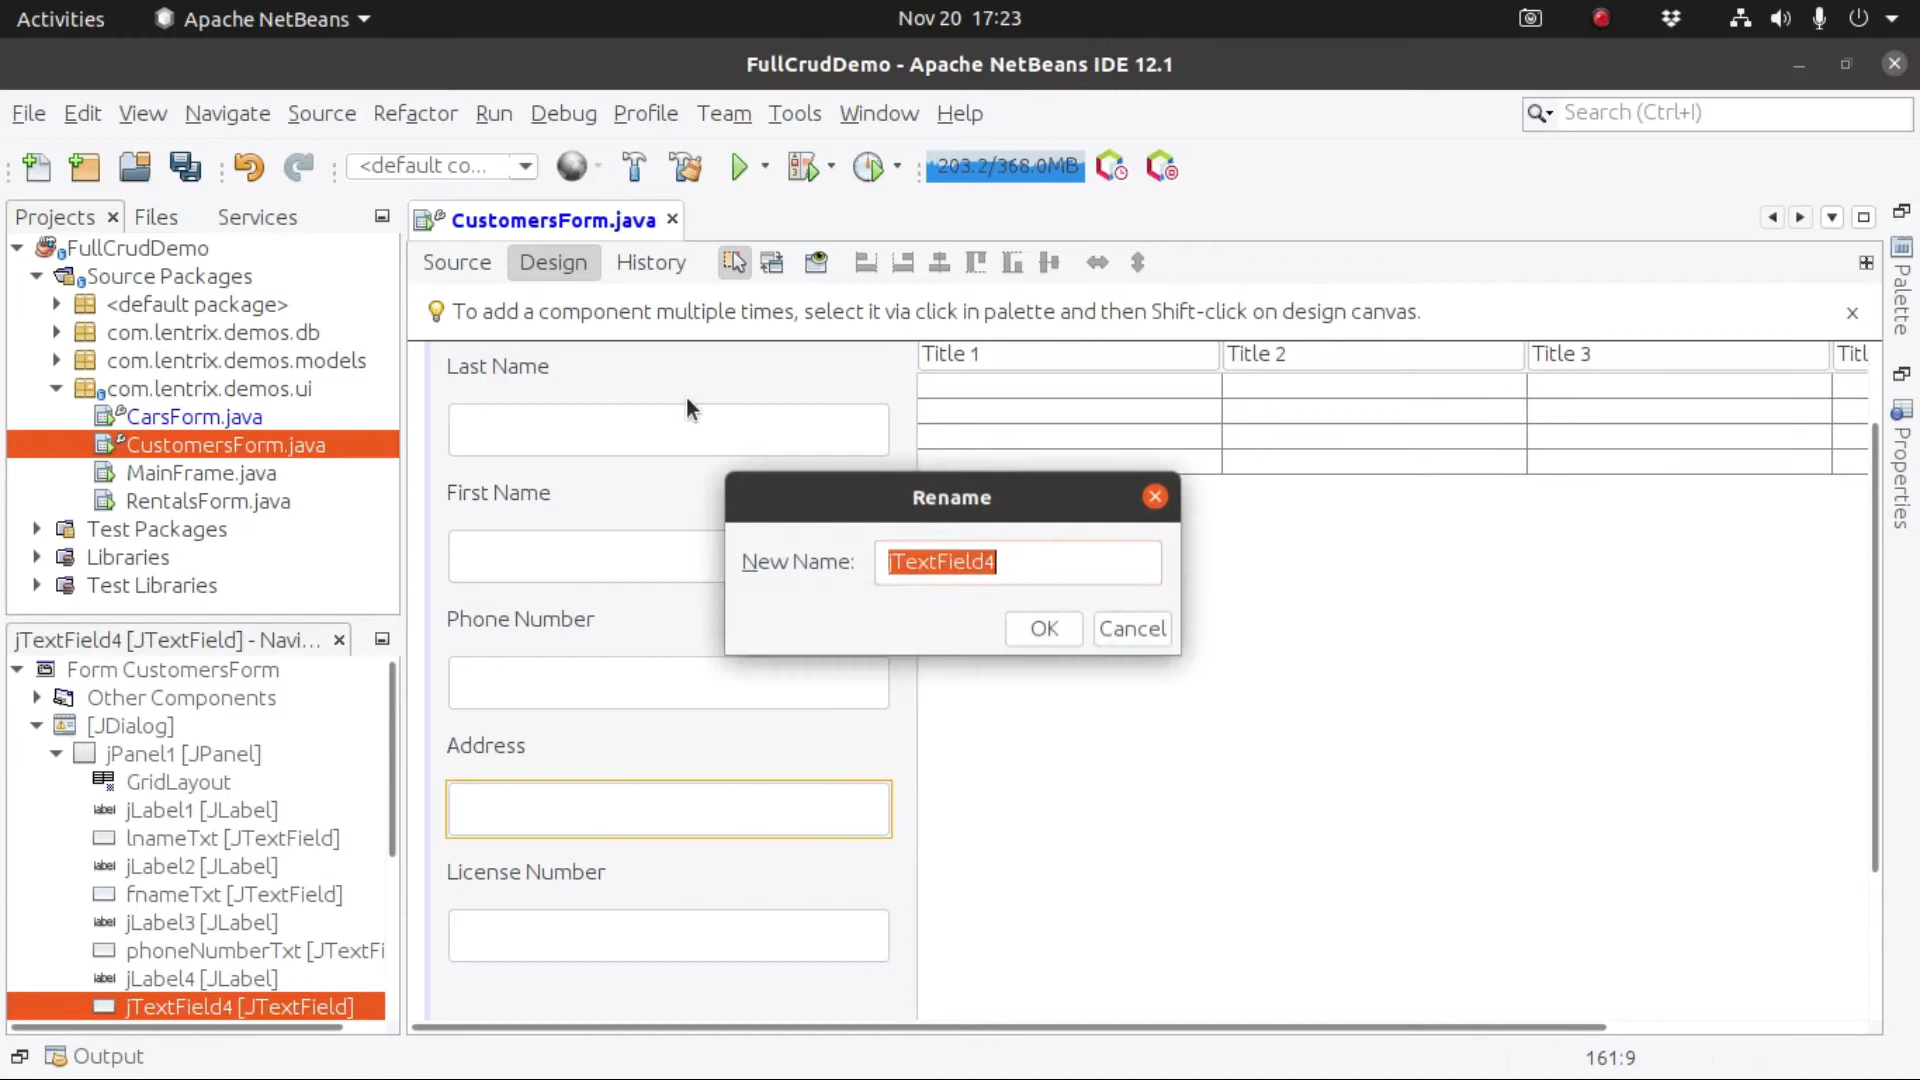 Activities
Apache NetBeans
Nov 20 17:23
FullCrudDemo - Apache NetBeans IDE 12.1
File Edit View Navigate Source Refactor Run Debug Profile Team Tools Window Help
Search (Ctrl+I)
<default co...
203.2/368.0MB
Projects
Files
Services
CustomersForm.java
FullCrudDemo
Source Packages
<default package>
com.lentrix.demos.db
com.lentrix.demos.models
com.lentrix.demos.ui
CarsForm.java
CustomersForm.java
MainFrame.java
RentalsForm.java
Test Packages
Libraries
Test Libraries
Source
Design
History
To add a component multiple times, select it via click in palette and then Shift-click on design canvas.
Last Name
First Name
Phone Number
Address
License Number
Title 1
Title 2
Title 3
Titl
Rename
New Name:
jTextField4
OK
Cancel
Palette
Properties
jTextField4 [JTextField] - Navi...
Form CustomersForm
Other Components
[JDialog]
jPanel1 [JPanel]
GridLayout
label jLabel1 [JLabel]
lnameTxt [JTextField]
label jLabel2 [JLabel]
fnameTxt [JTextField]
label jLabel3 [JLabel]
phoneNumberTxt [JTextFi
label jLabel4 [JLabel]
jTextField4 [JTextField]
Output
161:9